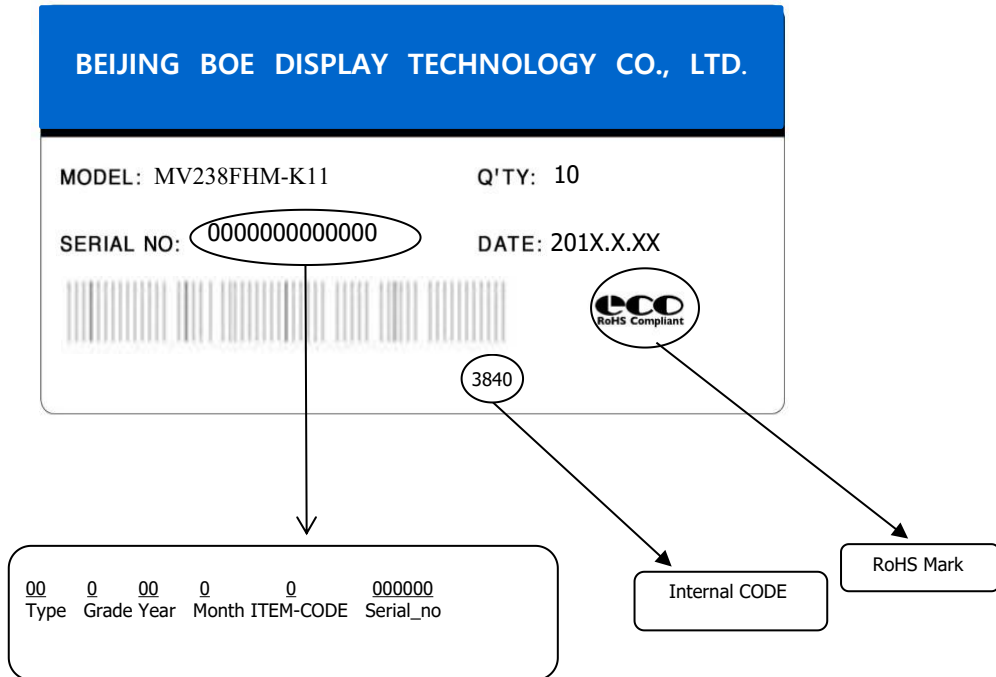 BEIJING BOE DISPLAY TECHNOLOGY CO., LTD.
MODEL: MV238FHM-K11 Q'TY: 10
SERIAL NO: 0000000000000 DATE: 201X.X.XX
eco
RoHS Compliant
3840
00 0 00 0 0 000000
Type Grade Year Month ITEM-CODE Serial_no
Internal CODE
RoHS Mark